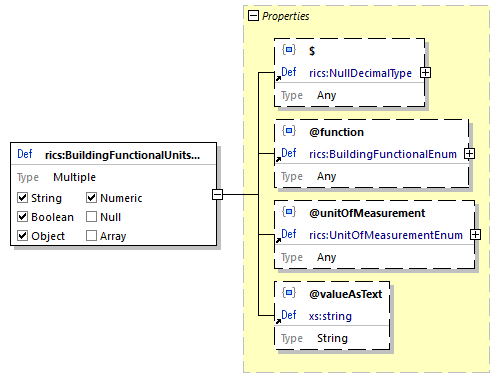 Properties
$
Def rics:NullDecimalType
Type Any
@function
Def rics:BuildingFunctionalEnum
Type Any
Def rics:BuildingFunctionalUnits...
Type Multiple
String Numeric
Boolean Null
Object Array
@unitOfMeasurement
Def rics:UnitOfMeasurementEnum
Type Any
@valueAsText
Def xs:string
Type String